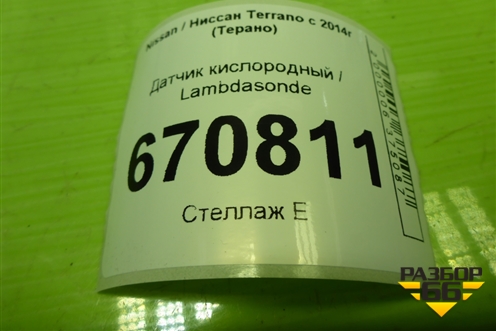 Nissan / Ниссан Terrano с 2014г
(Терано)
Датчик кислородный /
Lambdasonde
670811
Стеллаж Е
РАЗБОР
66